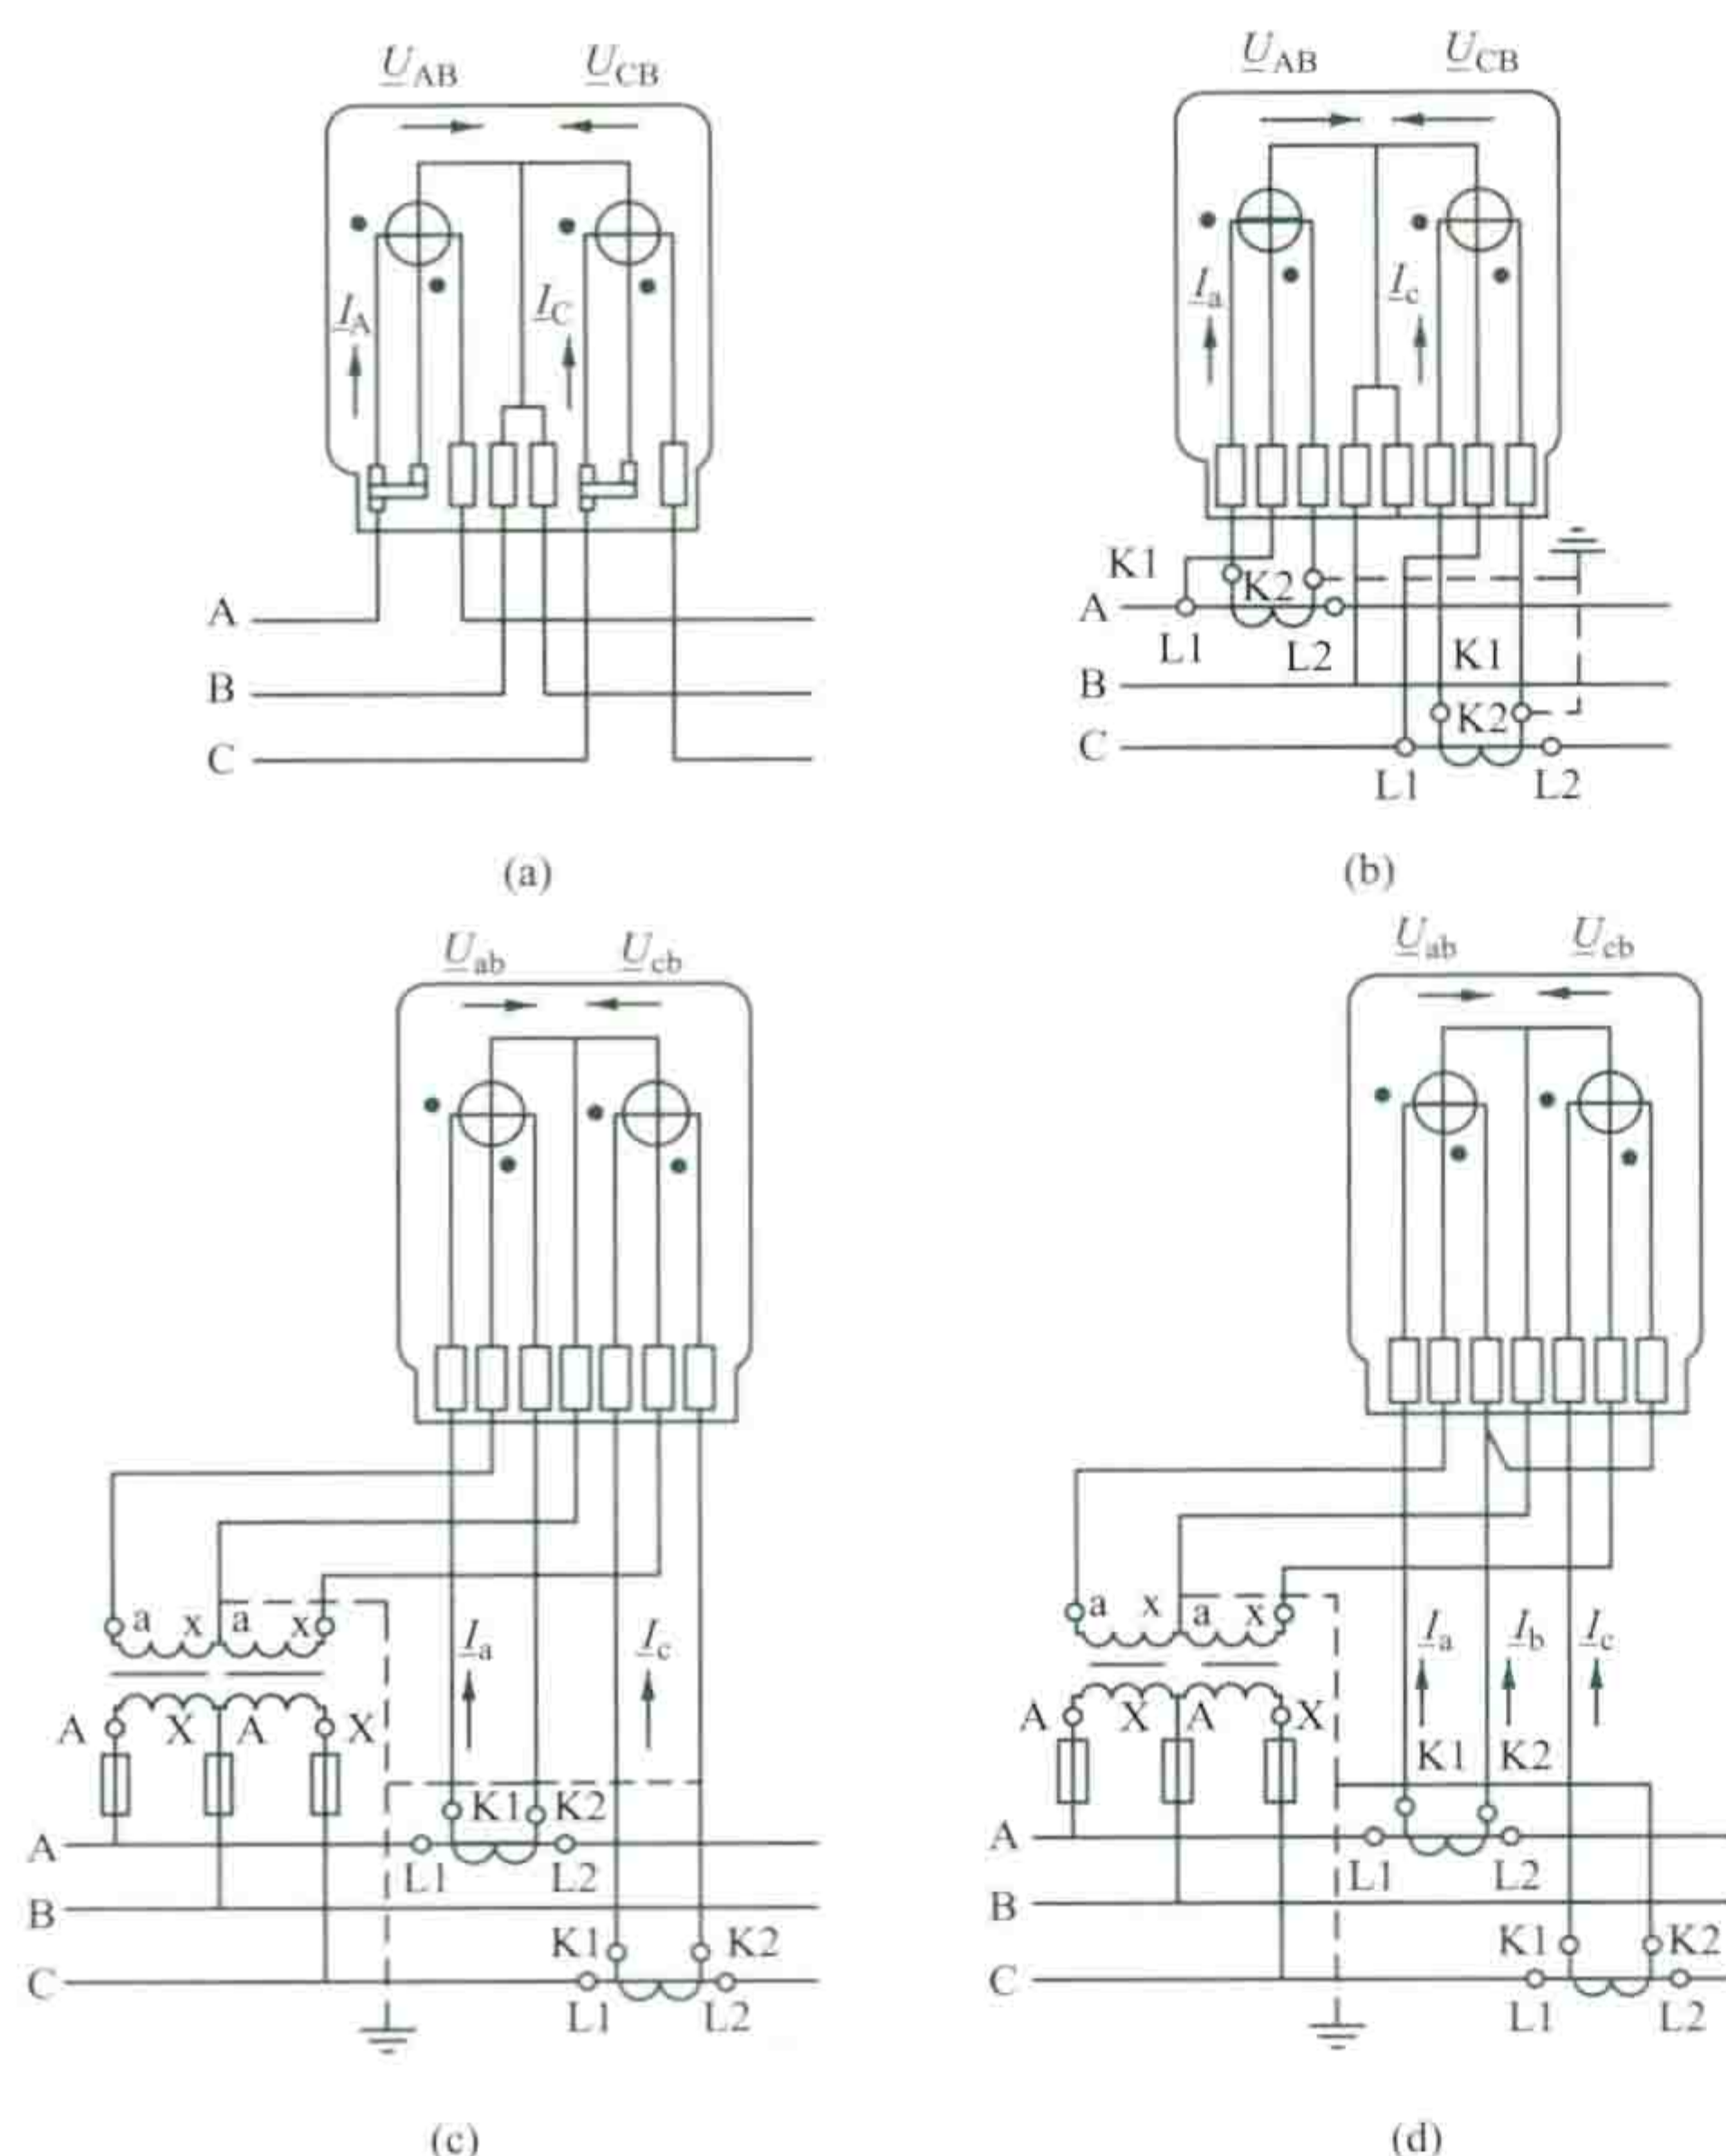 U_AB U_CB
I_A I_C
A
B
C
(a)
U_AB U_CB
I_a I_c
K1 K2
A
L1 L2 K1
B
K2
C
L1 L2
(b)
U_ab U_cb
a x a x I_a I_c
A X A X
K1 K2
A
L1 L2
B
K1 K2
C
L1 L2
(c)
U_ab U_cb
a x a x I_a I_b I_c
A X A X K1 K2
A
L1 L2
B
K1 K2
C
L1 L2
(d)